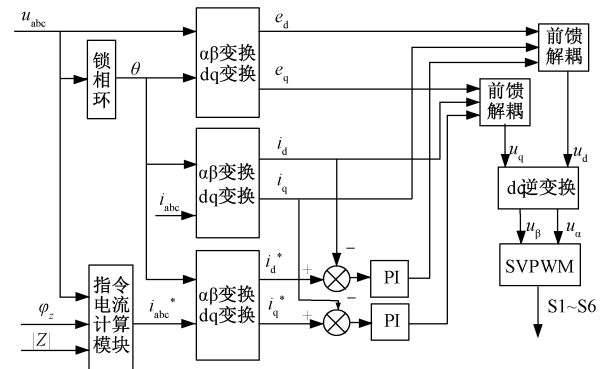 u_abc
锁相环
θ
αβ变换
dq变换
e_d
e_q
前馈
解耦
前馈
解耦
αβ变换
dq变换
i_d
i_q
i_abc
u_q
u_d
dq逆变换
u_β
u_α
SVPWM
S1~S6
指令
电流
计算
模块
φ_z
|Z|
i_abc*
αβ变换
dq变换
i_d*
i_q*
+
−
PI
+
−
PI